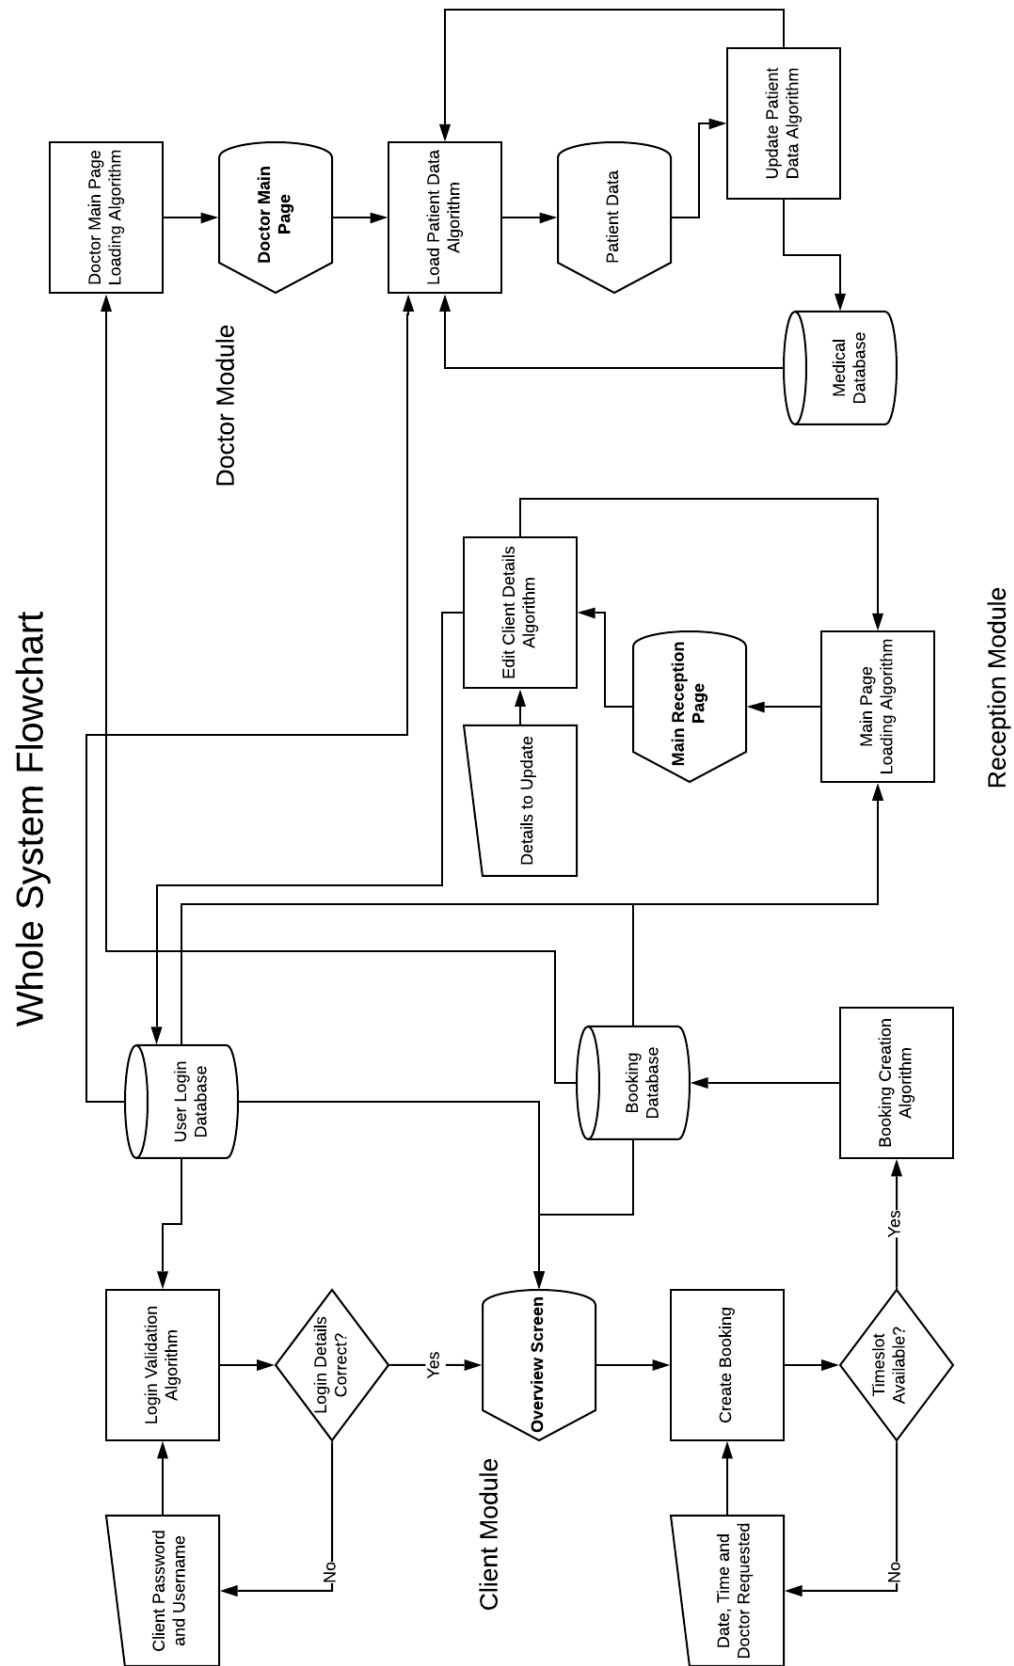 Whole System Flowchart
Client Password
and Username
Login Validation
Algorithm
User Login
Database
Login Details
Correct?
No
Yes
Client Module
Overview Screen
Date, Time and
Doctor Requested
Create Booking
Timeslot
Available?
No
Yes
Booking Creation
Algorithm
Booking
Database
Details to Update
Edit Client Details
Algorithm
Main Reception
Page
Main Page
Loading Algorithm
Reception Module
Doctor Main Page
Loading Algorithm
Doctor Main
Page
Doctor Module
Load Patient Data
Algorithm
Patient Data
Update Patient
Data Algorithm
Medical
Database